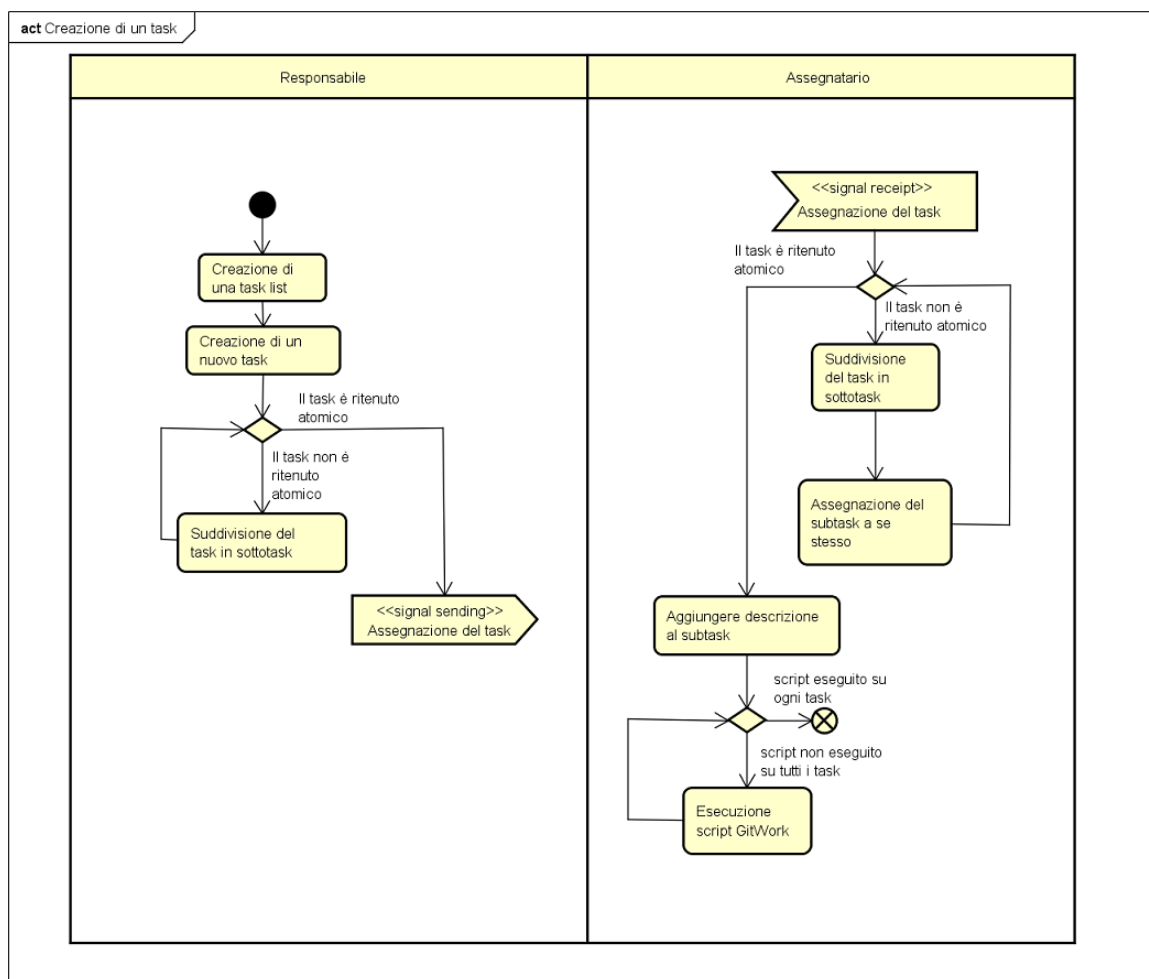 act Creazione di un task
Responsabile
Assegnatario
<<signal receipt>>
Assegnazione del task
Il task è ritenuto
atomico
Il task non è
ritenuto atomico
Suddivisione
del task in
sottotask
Assegnazione del
subtask a se
stesso
Creazione di
una task list
Creazione di un
nuovo task
Il task è ritenuto
atomico
Il task non è
ritenuto
atomico
Suddivisione del
task in sottotask
<<signal sending>>
Assegnazione del task
Aggiungere descrizione
al subtask
script eseguito su
ogni task
script non eseguito
su tutti i task
Esecuzione
script GitWork